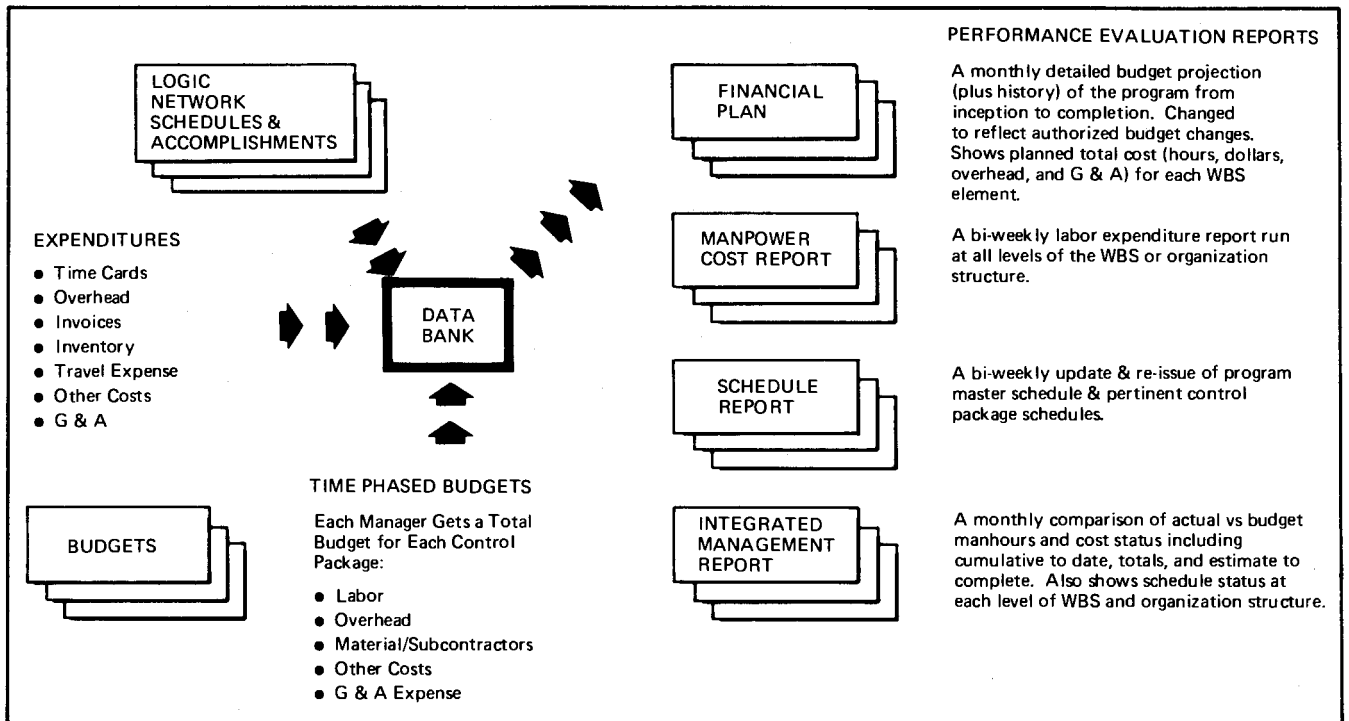 LOGIC
NETWORK
SCHEDULES &
ACCOMPLISHMENTS
EXPENDITURES
● Time Cards
● Overhead
● Invoices
● Inventory
● Travel Expense
● Other Costs
● G & A
BUDGETS
DATA
BANK
TIME PHASED BUDGETS
Each Manager Gets a Total
Budget for Each Control
Package:
● Labor
● Overhead
● Material/Subcontractors
● Other Costs
● G & A Expense
PERFORMANCE EVALUATION REPORTS
FINANCIAL
PLAN
A monthly detailed budget projection
(plus history) of the program from
inception to completion. Changed
to reflect authorized budget changes.
Shows planned total cost (hours, dollars,
overhead, and G & A) for each WBS
element.
MANPOWER
COST REPORT
A bi-weekly labor expenditure report run
at all levels of the WBS or organization
structure.
SCHEDULE
REPORT
A bi-weekly update & re-issue of program
master schedule & pertinent control
package schedules.
INTEGRATED
MANAGEMENT
REPORT
A monthly comparison of actual vs budget
manhours and cost status including
cumulative to date, totals, and estimate to
complete. Also shows schedule status at
each level of WBS and organization structure.